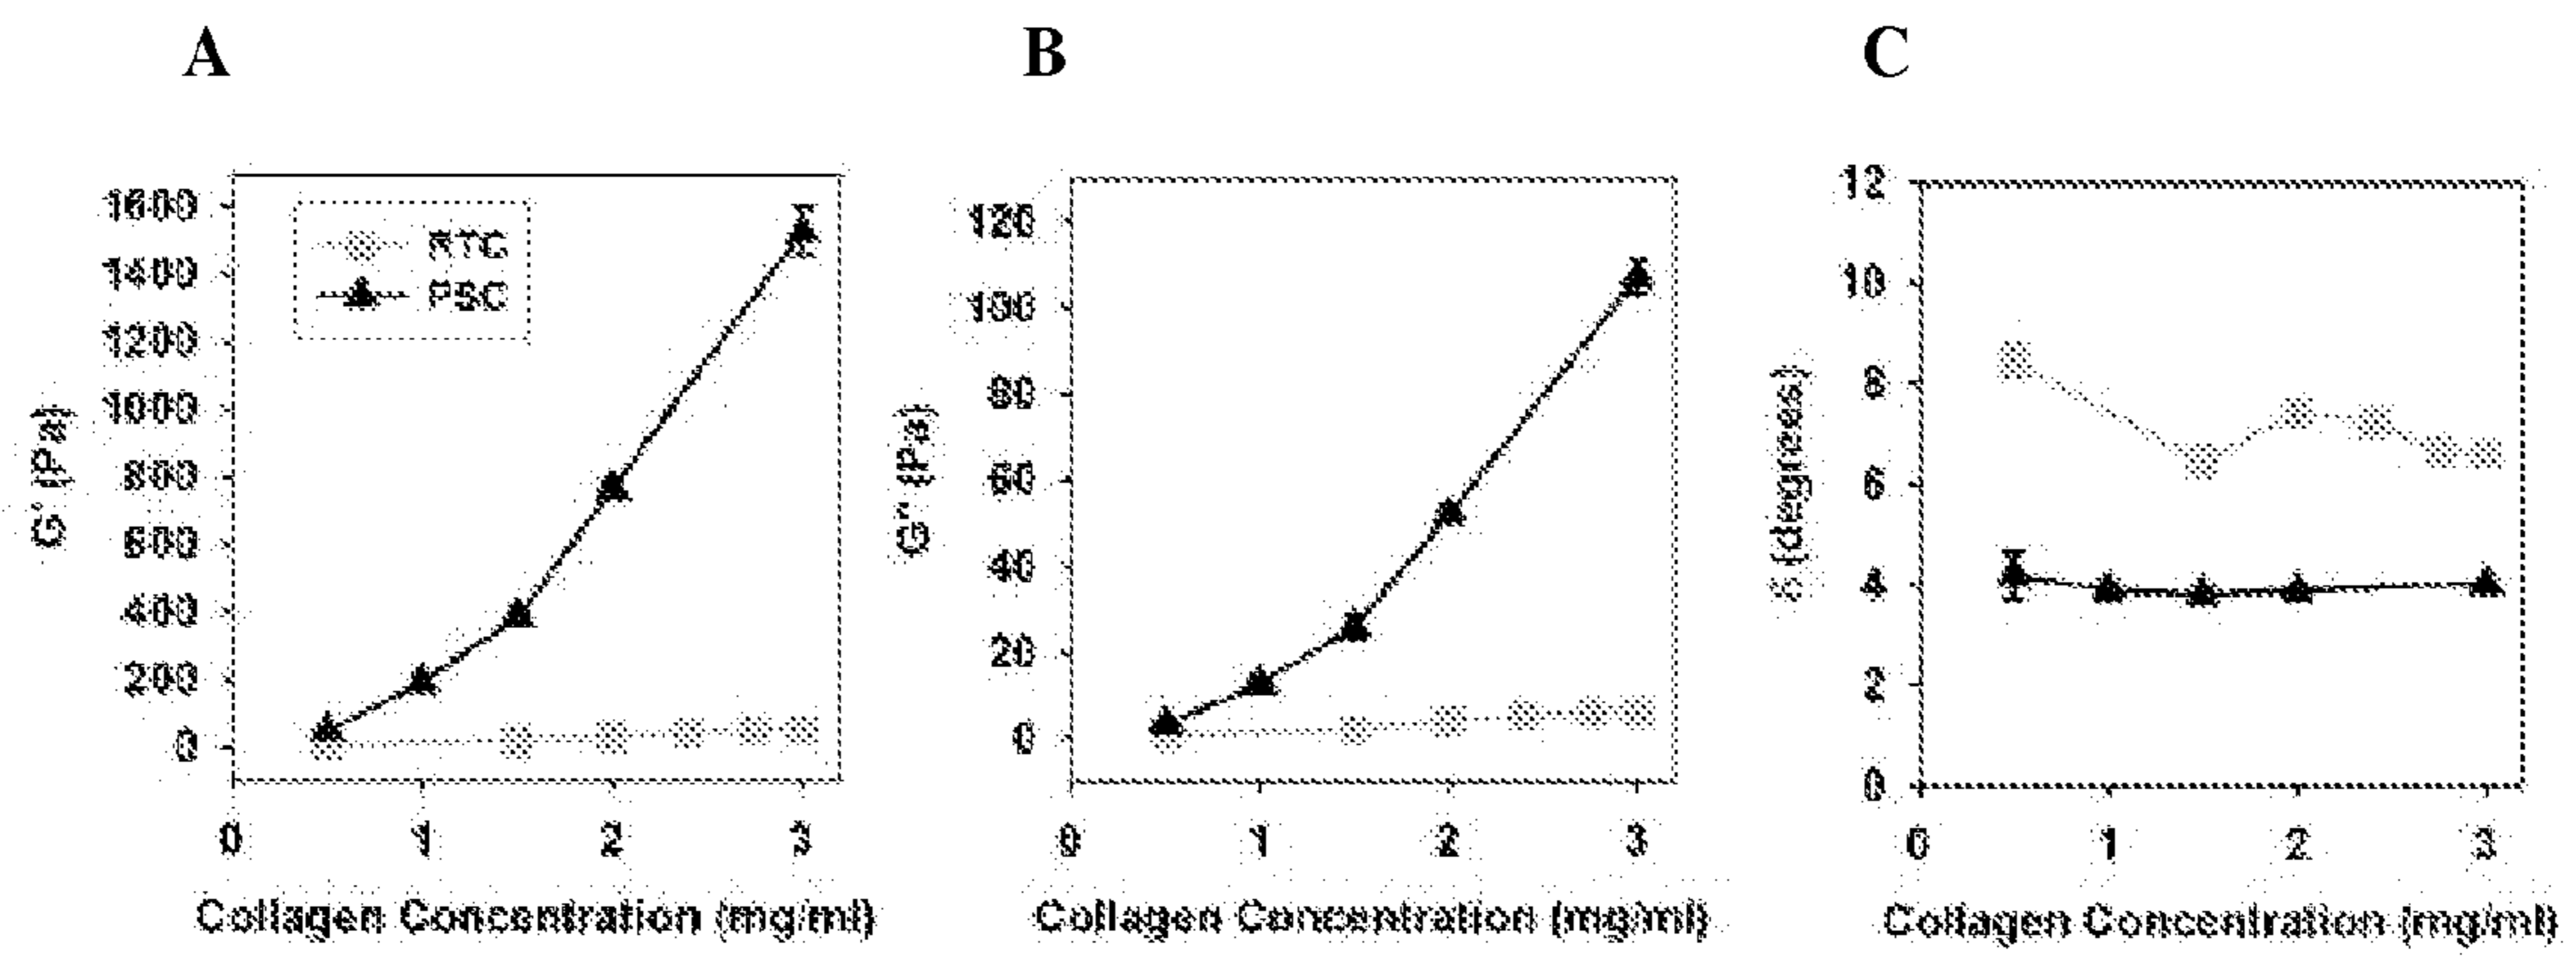 A
B
C
1600
1400
1200
1000
800
600
400
200
0
G' (Pa)
RTC
PSC
0 1 2 3
Collagen Concentration (mg/ml)
120
100
80
60
40
20
0
G" (Pa)
0 1 2 3
Collagen Concentration (mg/ml)
12
10
8
6
4
2
0
δ (degrees)
0 1 2 3
Collagen Concentration (mg/ml)